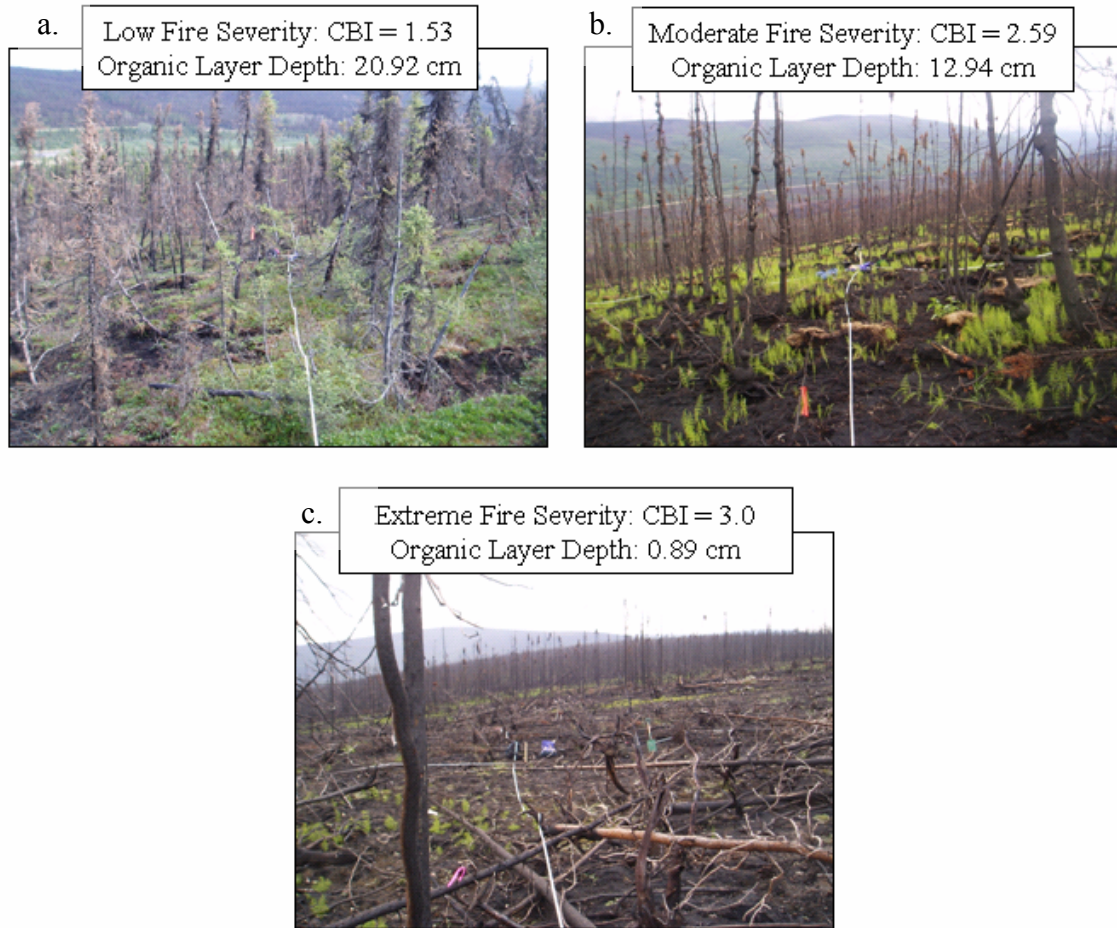 a.
Low Fire Severity: CBI = 1.53
Organic Layer Depth: 20.92 cm
b.
Moderate Fire Severity: CBI = 2.59
Organic Layer Depth: 12.94 cm
c.
Extreme Fire Severity: CBI = 3.0
Organic Layer Depth: 0.89 cm